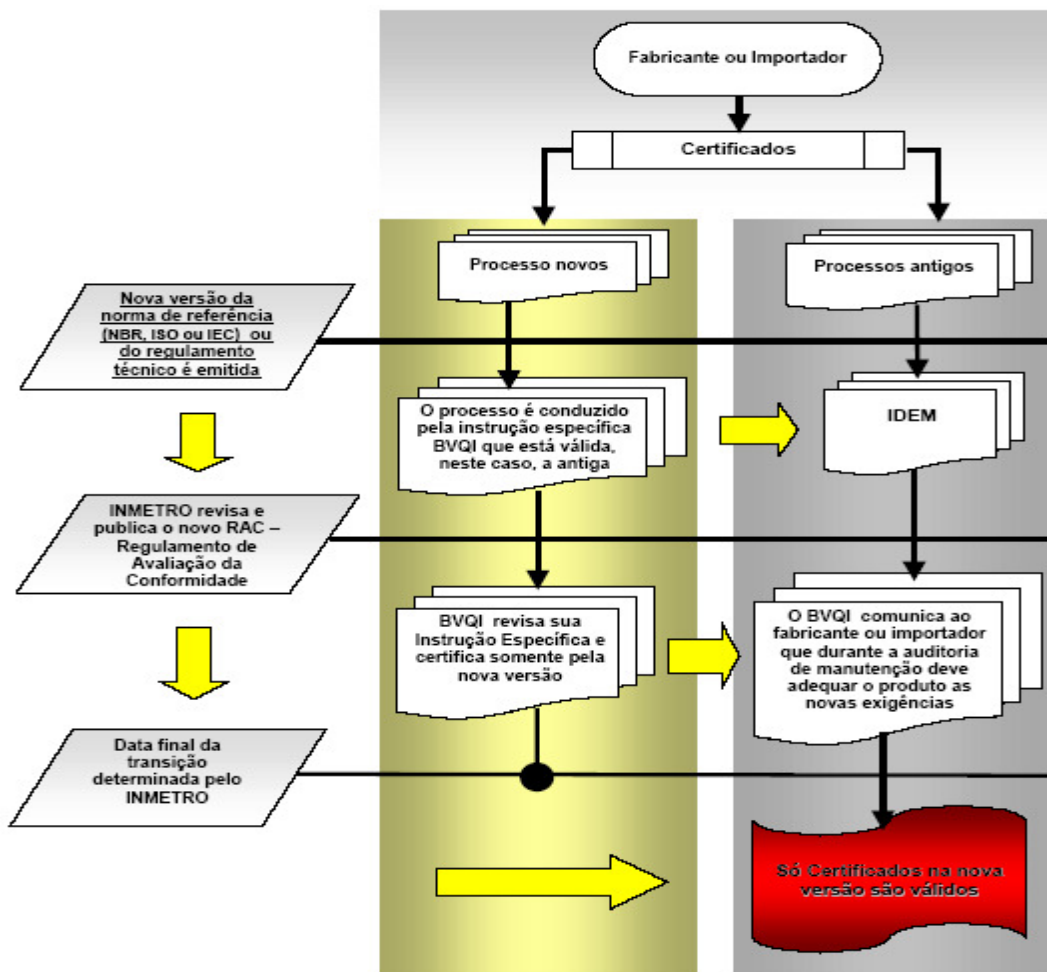 Fabricante ou Importador
Certificados
Processo novos
Processos antigos
Nova versão da
norma de referência
(NBR, ISO ou IEC) ou
do regulamento
técnico é emitida
O processo é conduzido
pela instrução específica
BVQI que está válida,
neste caso, a antiga
IDEM
INMETRO revisa e
publica o novo RAC –
Regulamento de
Avaliação da
Conformidade
BVQI revisa sua
Instrução Específica e
certifica somente pela
nova versão
O BVQI comunica ao
fabricante ou importador
que durante a auditoria
de manutenção deve
adequar o produto as
novas exigências
Data final da
transição
determinada pelo
INMETRO
Só Certificados na nova
versão são válidos